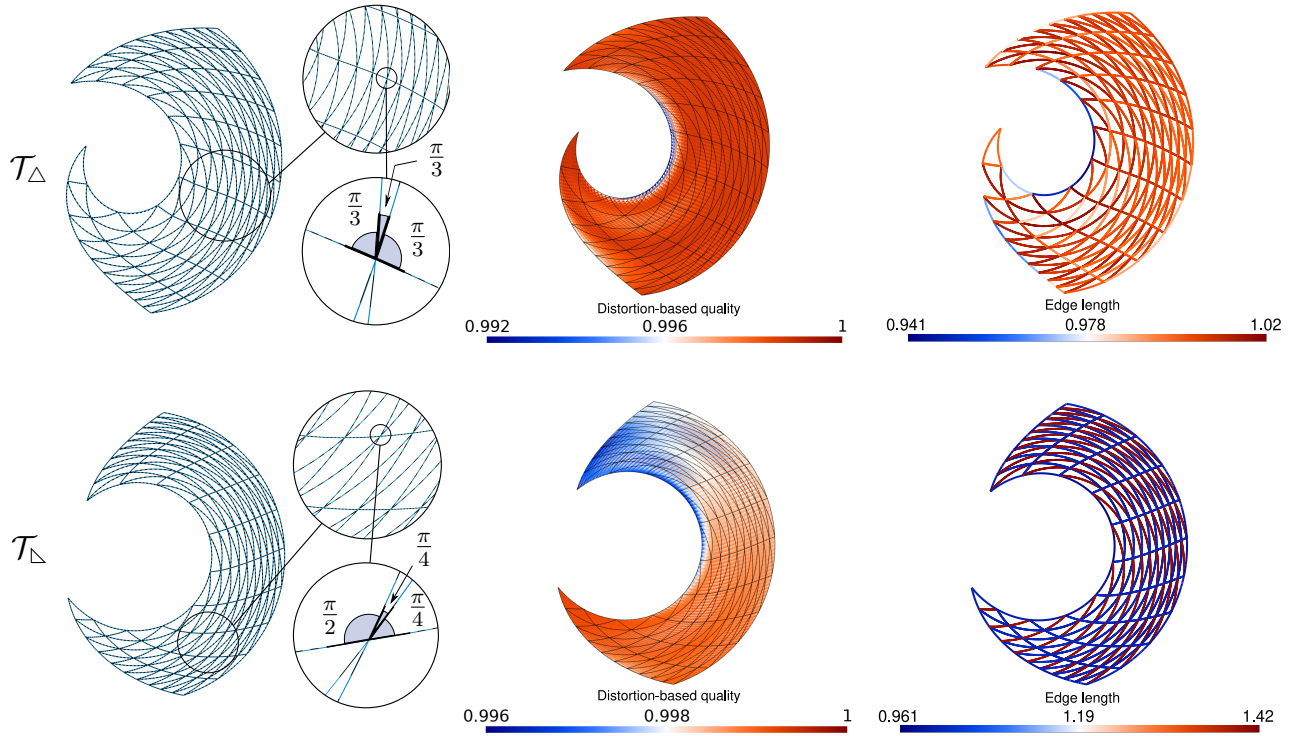 𝒯△
π/3
π/3
π/3
Distortion-based quality
0.992 0.996 1
Edge length
0.941 0.978 1.02
𝒯◺
π/4
π/2
π/4
Distortion-based quality
0.996 0.998 1
Edge length
0.961 1.19 1.42